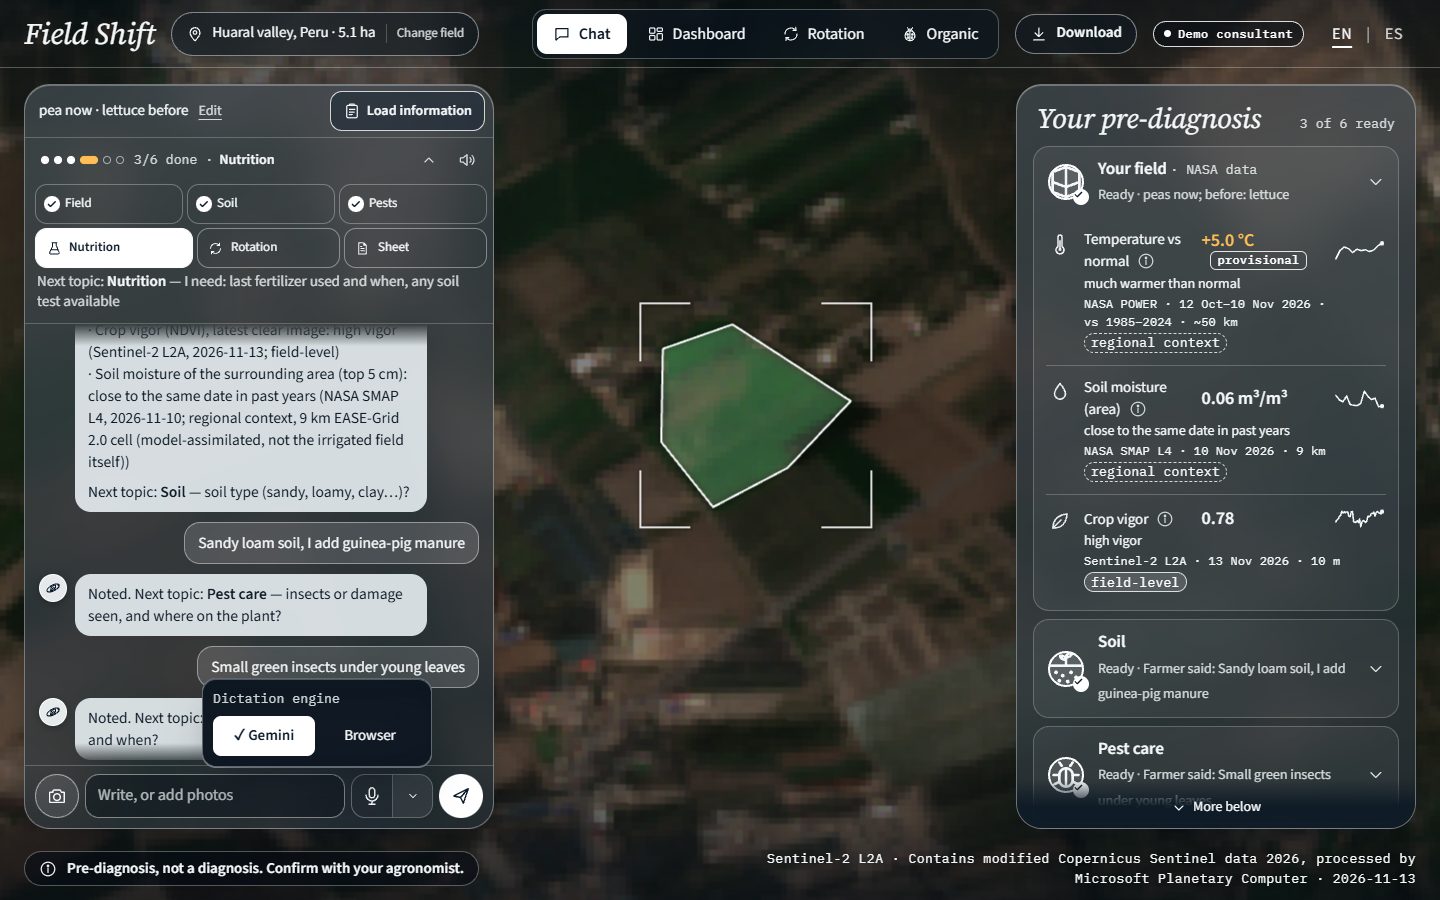 Field Shift
Huaral valley, Peru · 5.1 ha
Change field
Chat
Dashboard
Rotation
Organic
Download
Demo consultant
EN | ES
pea now · lettuce before Edit
Load information
3/6 done · Nutrition
Field
Soil
Pests
Nutrition
Rotation
Sheet
Next topic: Nutrition — I need: last fertilizer used and when, any soil
test available
· Crop vigor (NDVI), latest clear image: high vigor
(Sentinel-2 L2A, 2026-11-13; field-level)
· Soil moisture of the surrounding area (top 5 cm):
close to the same date in past years (NASA SMAP
L4, 2026-11-10; regional context, 9 km EASE-Grid
2.0 cell (model-assimilated, not the irrigated field
itself))
Next topic: Soil — soil type (sandy, loamy, clay…)?
Sandy loam soil, I add guinea-pig manure
Noted. Next topic: Pest care — insects or damage
seen, and where on the plant?
Small green insects under young leaves
Noted. Next topic:
and when?
Dictation engine
✓ Gemini
Browser
Write, or add photos
Pre-diagnosis, not a diagnosis. Confirm with your agronomist.
Your pre-diagnosis
3 of 6 ready
Your field · NASA data
Ready · peas now; before: lettuce
Temperature vs
normal
+5.0 °C
provisional
much warmer than normal
NASA POWER · 12 Oct–10 Nov 2026 ·
vs 1985–2024 · ~50 km
regional context
Soil moisture
(area)
0.06 m³/m³
close to the same date in past years
NASA SMAP L4 · 10 Nov 2026 · 9 km
regional context
Crop vigor
0.78
high vigor
Sentinel-2 L2A · 13 Nov 2026 · 10 m
field-level
Soil
Ready · Farmer said: Sandy loam soil, I add
guinea-pig manure
Pest care
Ready · Farmer said: Small green insects
under young leaves
More below
Sentinel-2 L2A · Contains modified Copernicus Sentinel data 2026, processed by
Microsoft Planetary Computer · 2026-11-13